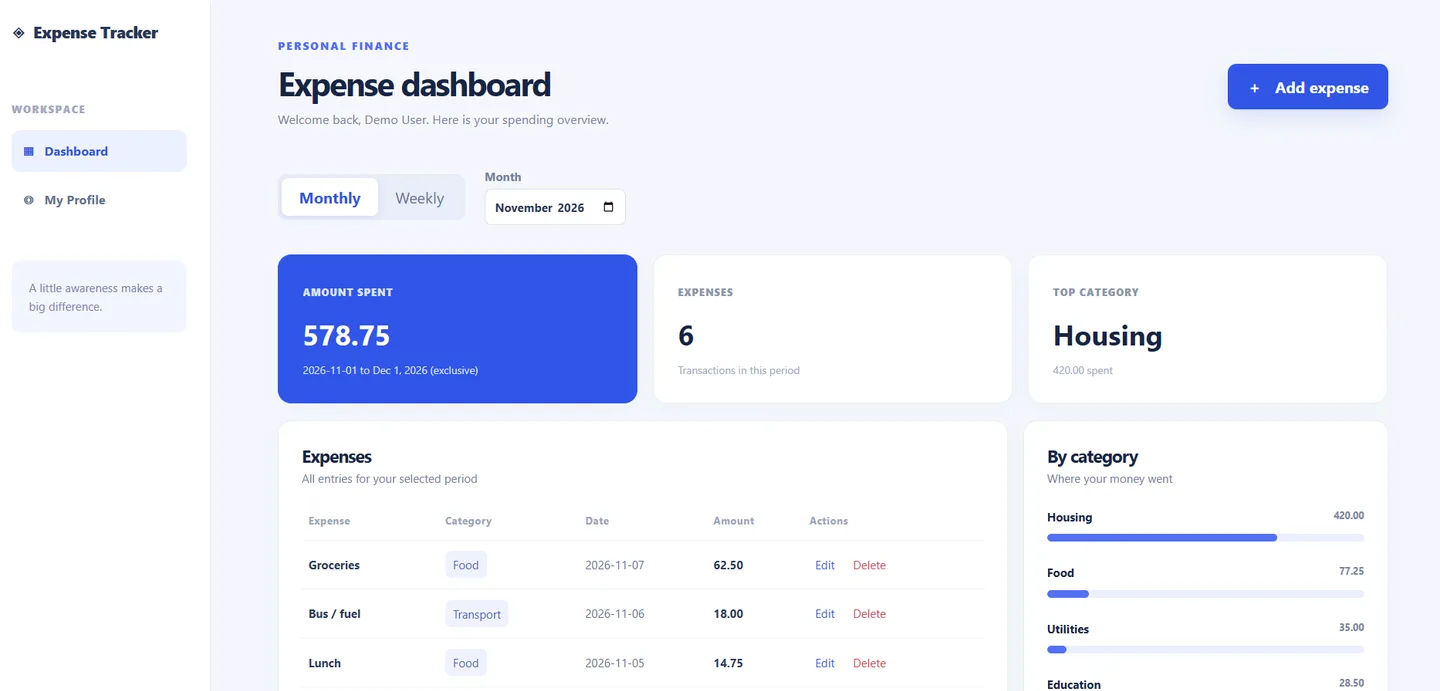 Expense Tracker
WORKSPACE
Dashboard
My Profile
A little awareness makes a
big difference.
PERSONAL FINANCE
Expense dashboard
Welcome back, Demo User. Here is your spending overview.
+ Add expense
Monthly
Weekly
Month
November 2026
AMOUNT SPENT
578.75
2026-11-01 to Dec 1, 2026 (exclusive)
EXPENSES
6
Transactions in this period
TOP CATEGORY
Housing
420.00 spent
Expenses
All entries for your selected period
Expense Category Date Amount Actions
Groceries Food 2026-11-07 62.50 Edit Delete
Bus / fuel Transport 2026-11-06 18.00 Edit Delete
Lunch Food 2026-11-05 14.75 Edit Delete
By category
Where your money went
Housing 420.00
Food 77.25
Utilities 35.00
Education 28.50